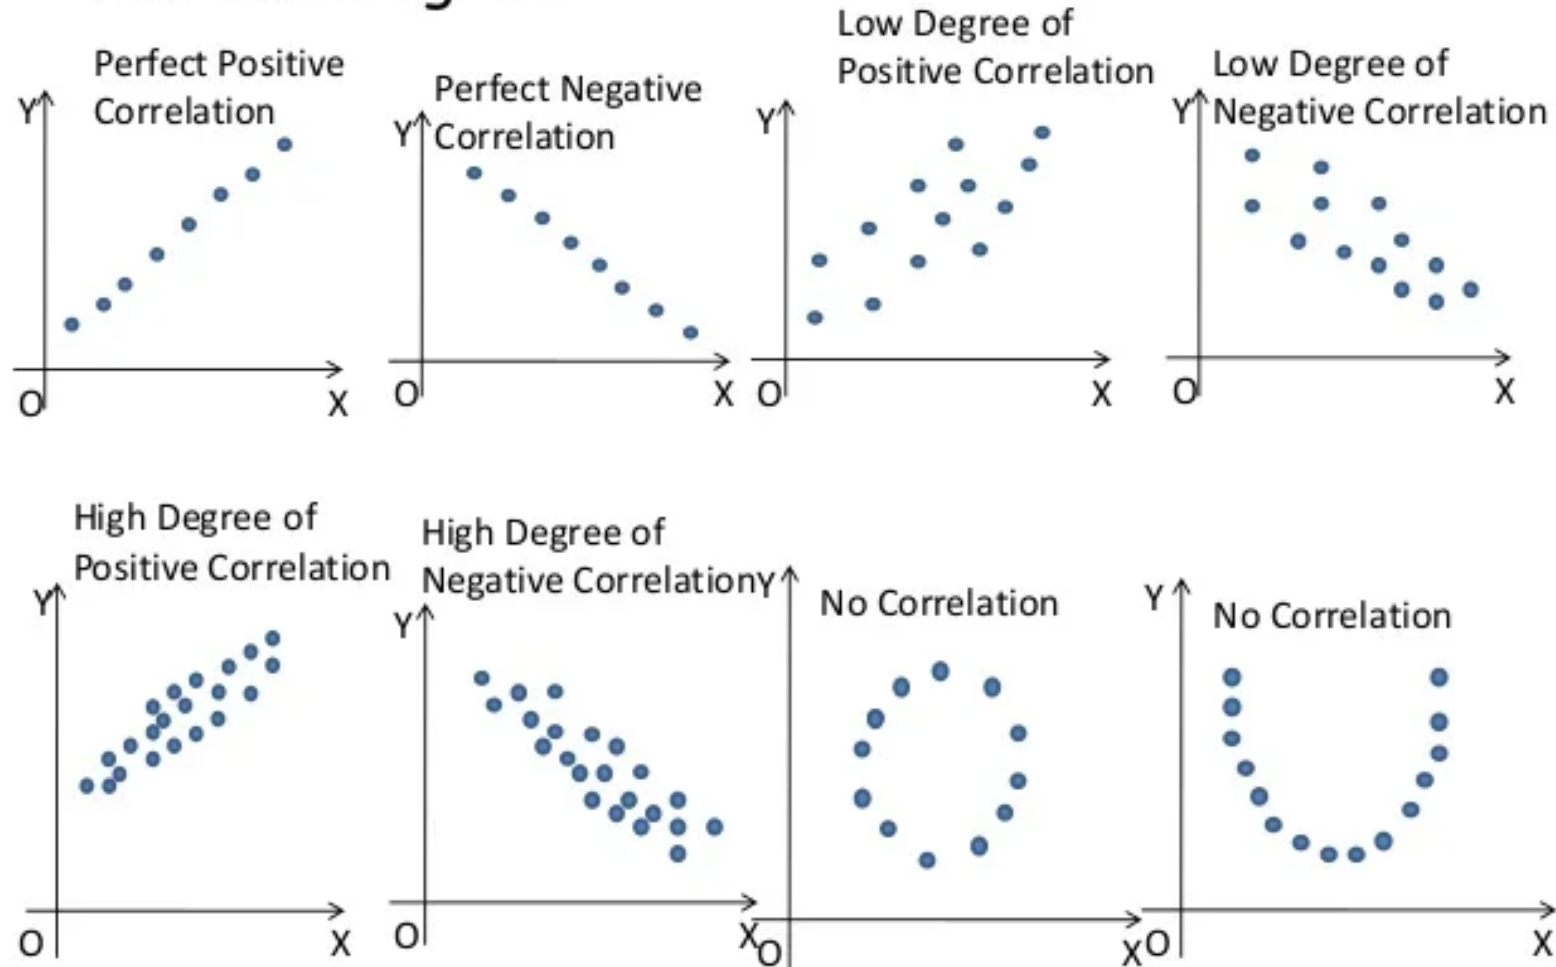 Perfect Positive
Correlation
Y
O
X
Perfect Negative
Correlation
Y
O
X
Low Degree of
Positive Correlation
Y
O
X
Low Degree of
Negative Correlation
Y
O
X
High Degree of
Positive Correlation
Y
O
X
High Degree of
Negative Correlation
Y
O
X
No Correlation
Y
O
X
No Correlation
Y
O
X